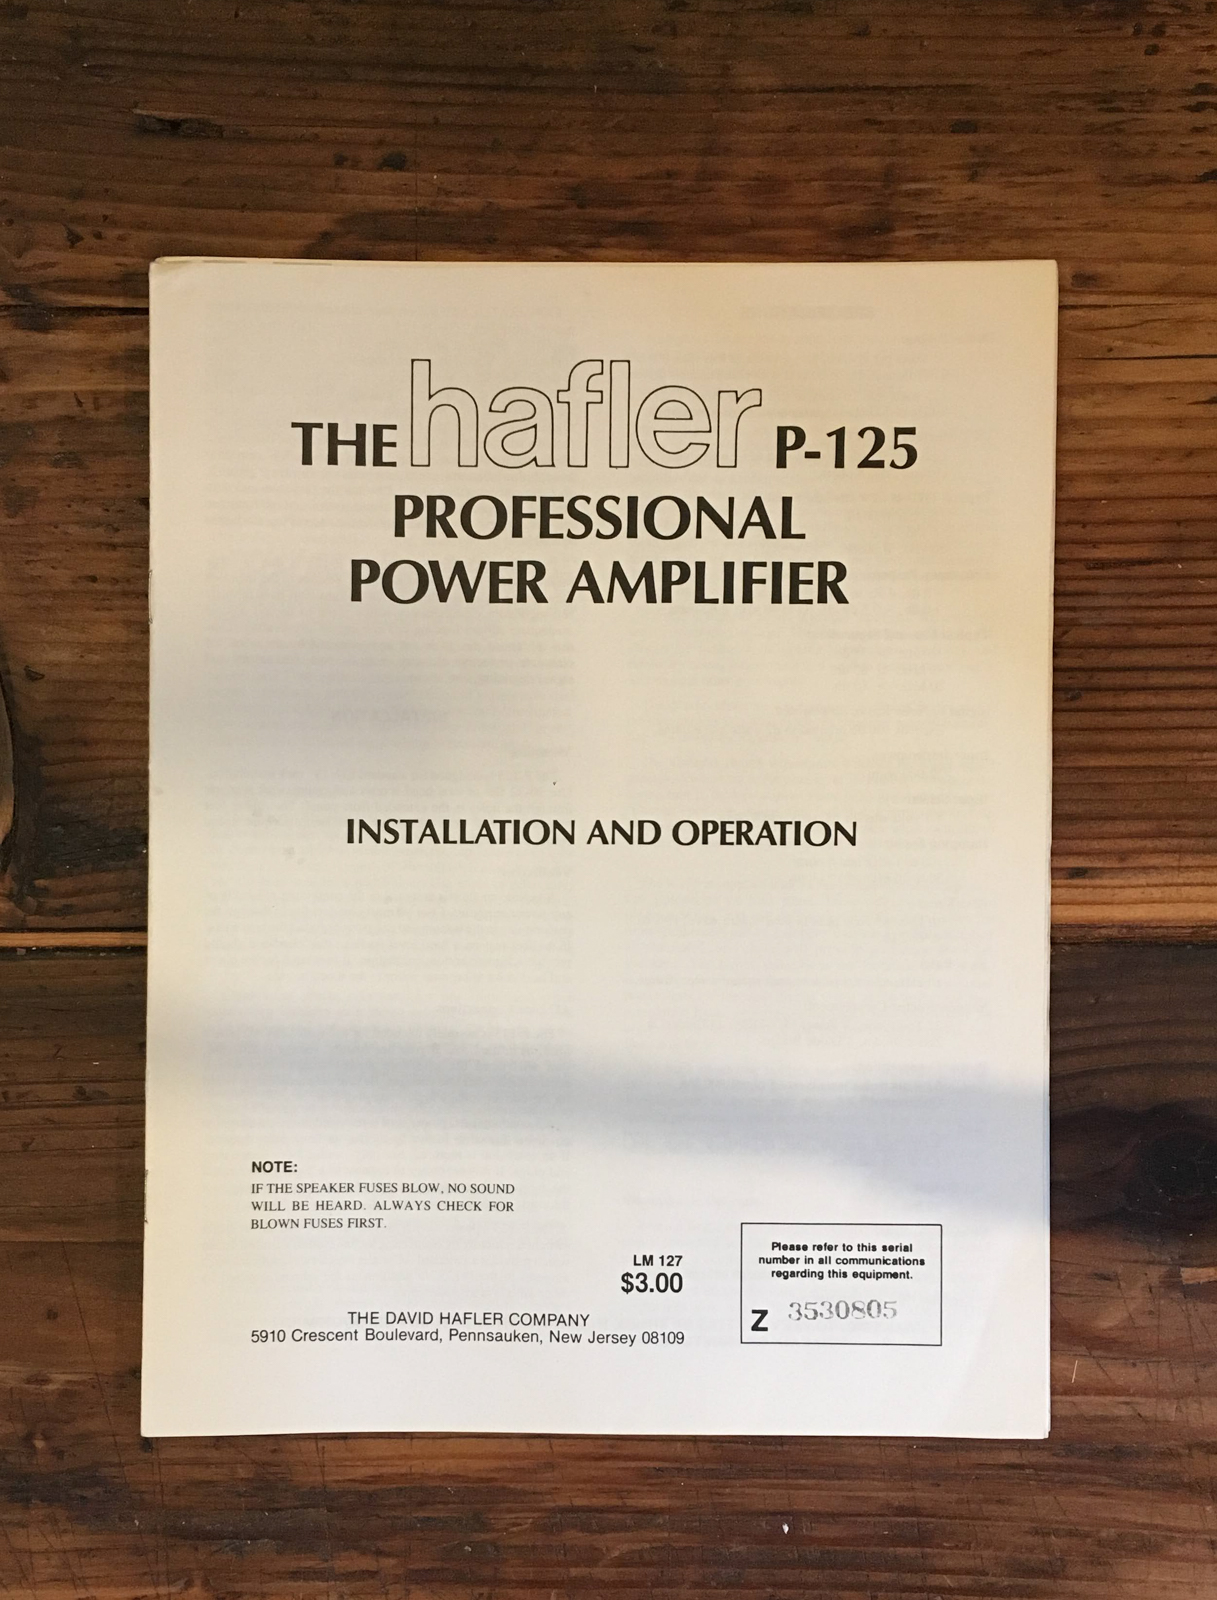 THE hafler P-125
PROFESSIONAL
POWER AMPLIFIER
INSTALLATION AND OPERATION
NOTE:
IF THE SPEAKER FUSES BLOW, NO SOUND
WILL BE HEARD. ALWAYS CHECK FOR
BLOWN FUSES FIRST.
LM 127
$3.00
THE DAVID HAFLER COMPANY
5910 Crescent Boulevard, Pennsauken, New Jersey 08109
Please refer to this serial
number in all communications
regarding this equipment.
Z 3530805